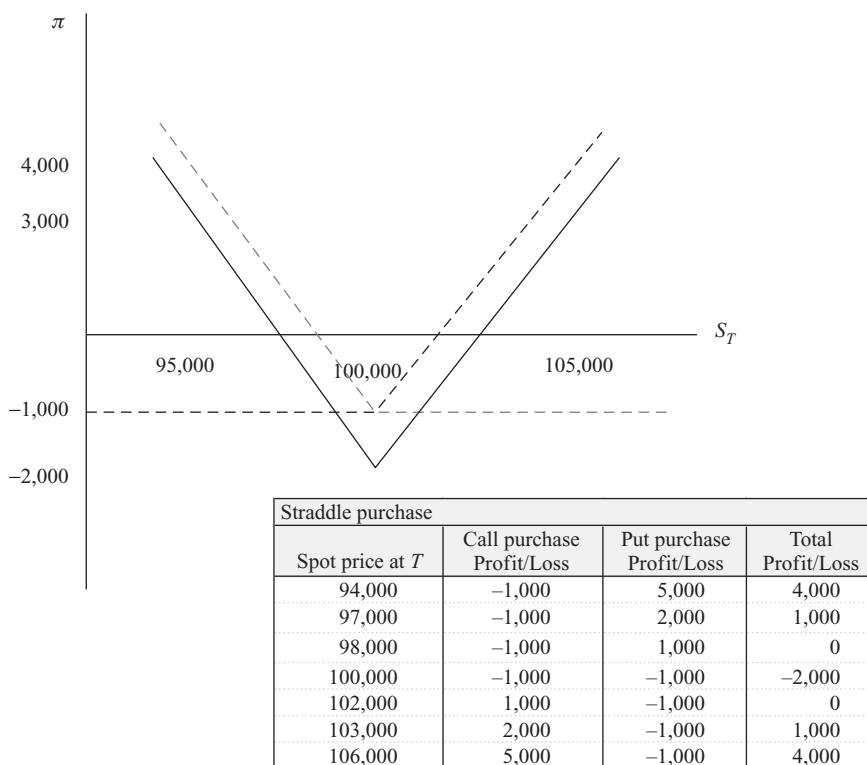 π
4,000
3,000
S_T
95,000 100,000 105,000
–1,000
–2,000
Straddle purchase
Spot price at T Call purchase Profit/Loss Put purchase Profit/Loss Total Profit/Loss
94,000 –1,000 5,000 4,000
97,000 –1,000 2,000 1,000
98,000 –1,000 1,000 0
100,000 –1,000 –1,000 –2,000
102,000 1,000 –1,000 0
103,000 2,000 –1,000 1,000
106,000 5,000 –1,000 4,000